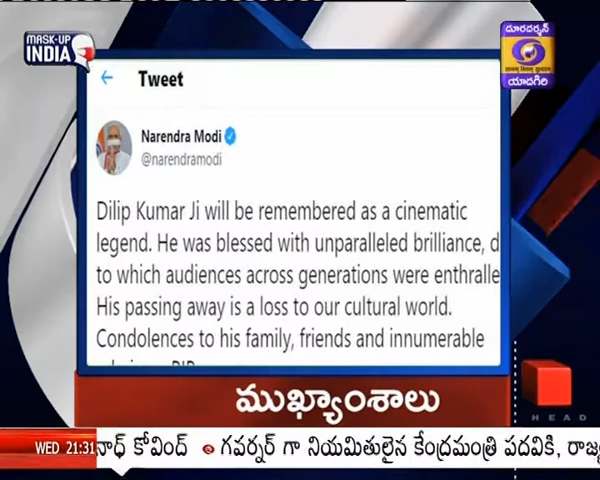 MASK-UP
INDIA
దూరదర్శన్
యాదగిరి
Tweet
Narendra Modi
@narendramodi
Dilip Kumar Ji will be remembered as a cinematic
legend. He was blessed with unparalleled brilliance, d
to which audiences across generations were enthralle
His passing away is a loss to our cultural world.
Condolences to his family, friends and innumerable
ముఖ్యాంశాలు
HEAD
WED 21:31 నాథ్ కోవింద్ గవర్నర్ గా నియమితులైన కేంద్రమంత్రి పదవికి, రాజ్య